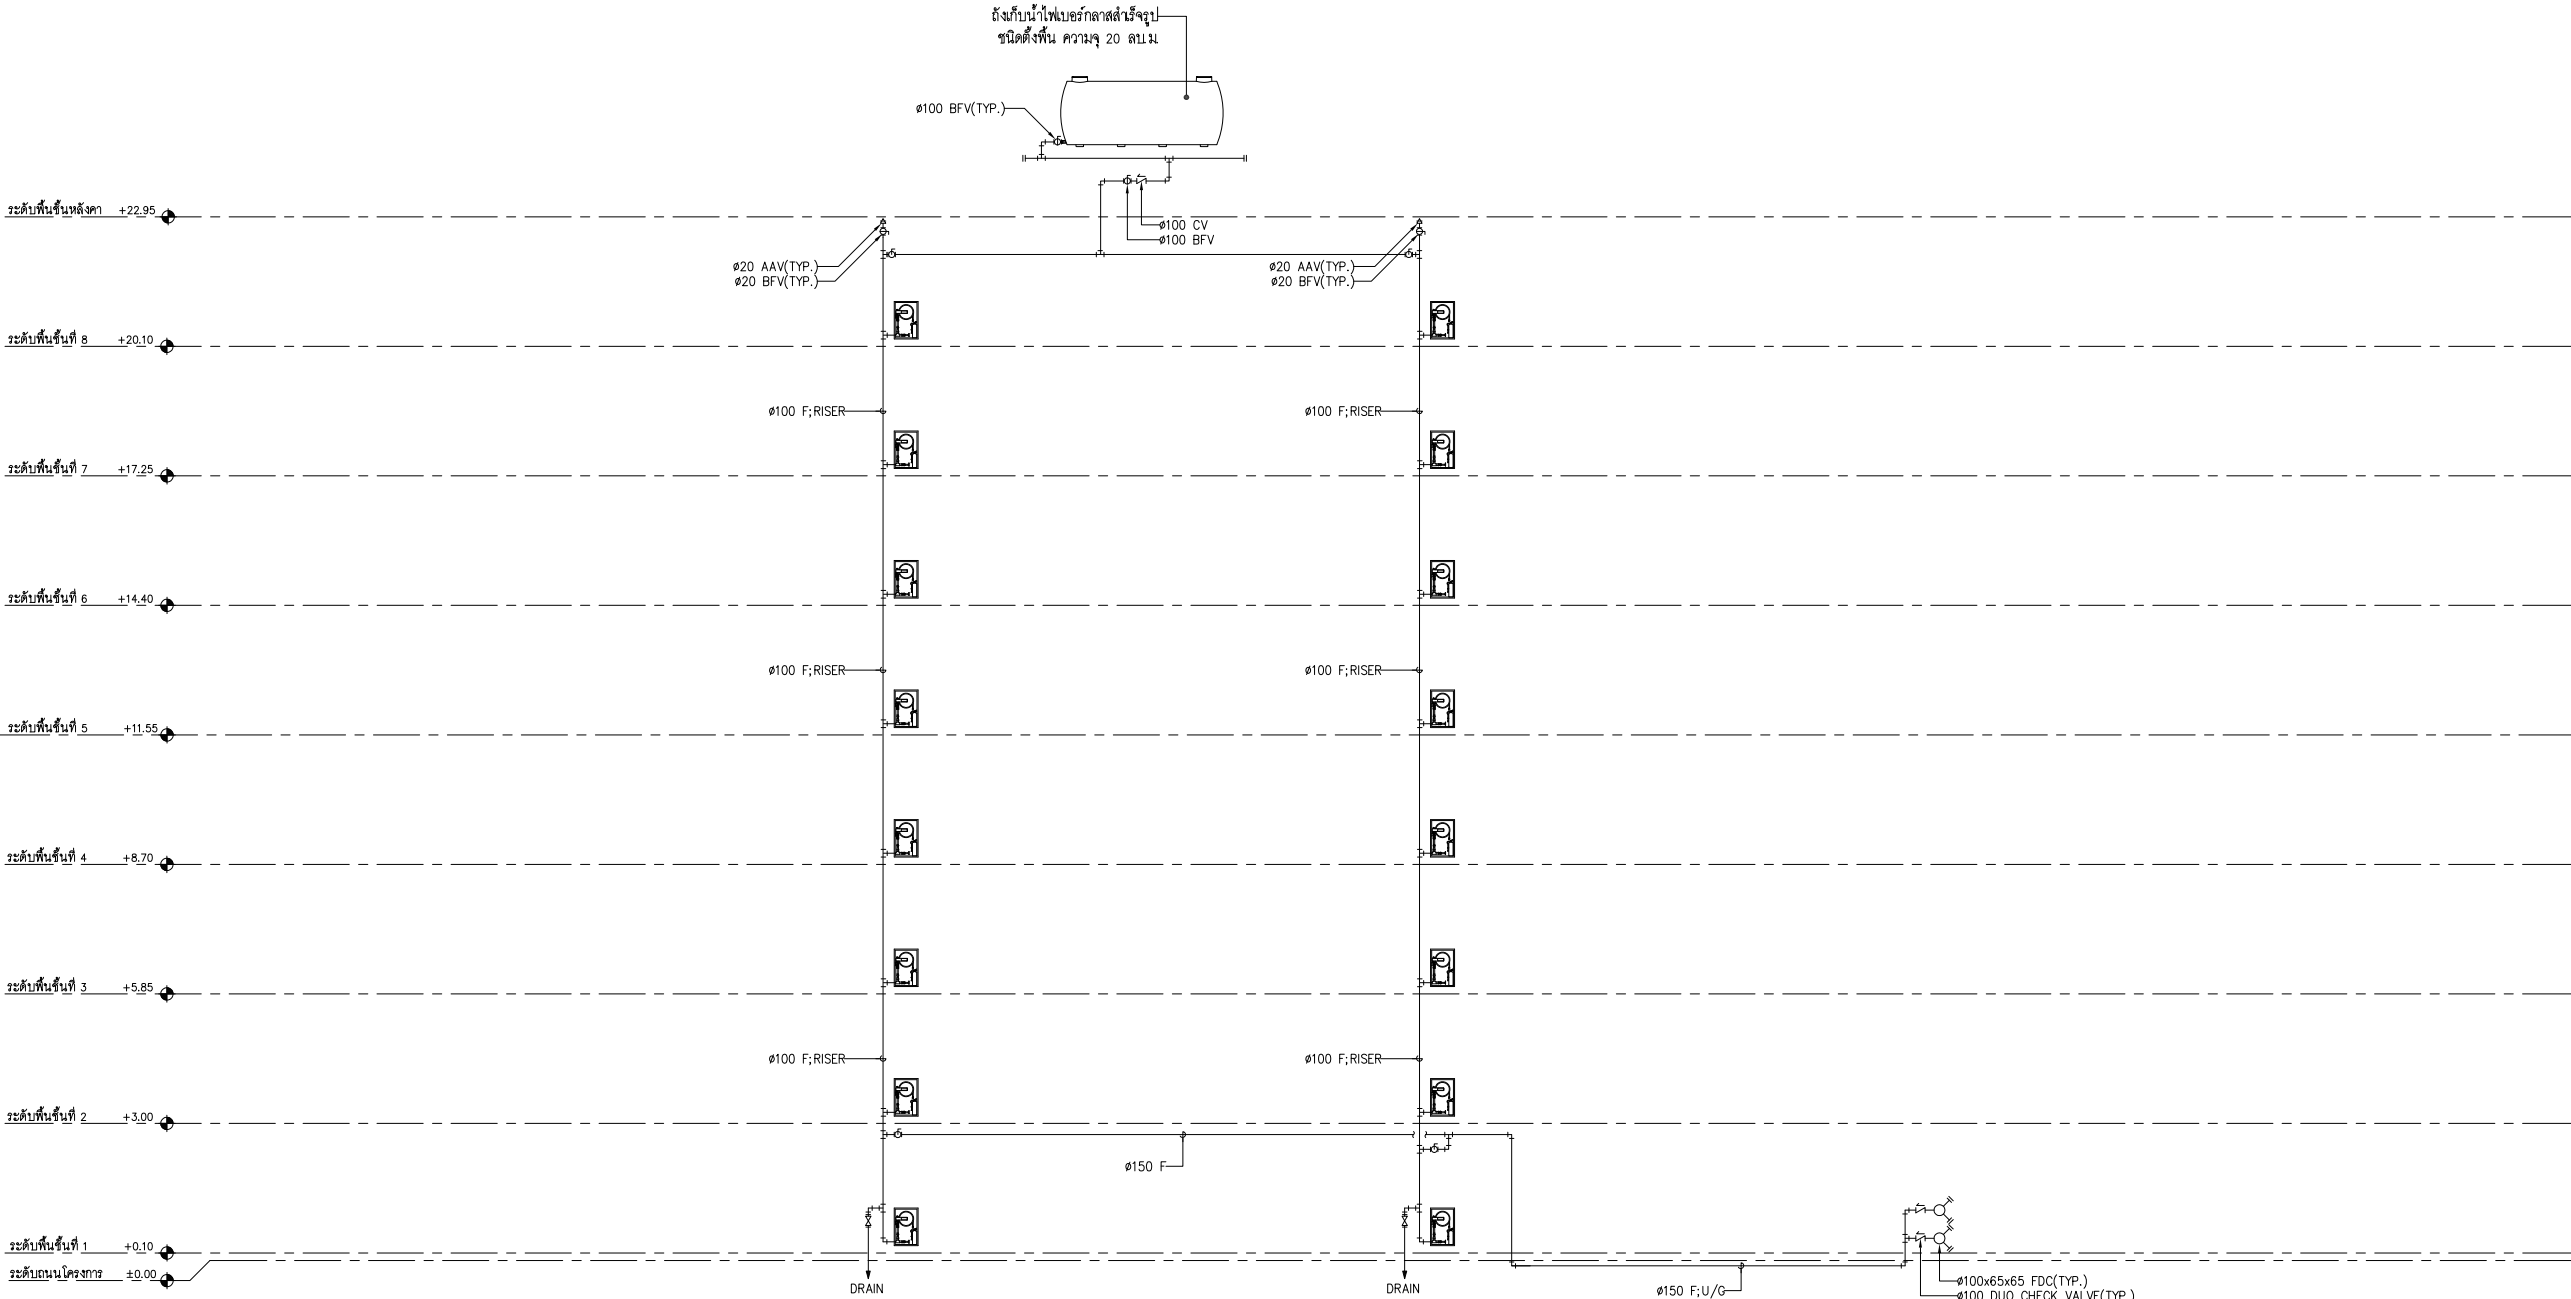 ถังเก็บน้ำไฟเบอร์กลาสสำเร็จรูป
ชนิดตั้งพื้น ความจุ 20 ลบ.ม.
ø100 BFV(TYP.)
ระดับพื้นชั้นหลังคา +22.95
ø100 CV
ø100 BFV
ø20 AAV(TYP.)
ø20 BFV(TYP.)
ø20 AAV(TYP.)
ø20 BFV(TYP.)
ระดับพื้นชั้นที่ 8 +20.10
ø100 F;RISER
ø100 F;RISER
ระดับพื้นชั้นที่ 7 +17.25
ระดับพื้นชั้นที่ 6 +14.40
ø100 F;RISER
ø100 F;RISER
ระดับพื้นชั้นที่ 5 +11.55
ระดับพื้นชั้นที่ 4 +8.70
ระดับพื้นชั้นที่ 3 +5.85
ø100 F;RISER
ø100 F;RISER
ระดับพื้นชั้นที่ 2 +3.00
ø150 F
ระดับพื้นชั้นที่ 1 +0.10
ระดับถนนโครงการ ±0.00
DRAIN
DRAIN
ø150 F;U/G
ø100x65x65 FDC(TYP.)
ø100 DUO CHECK VALVE(TYP.)